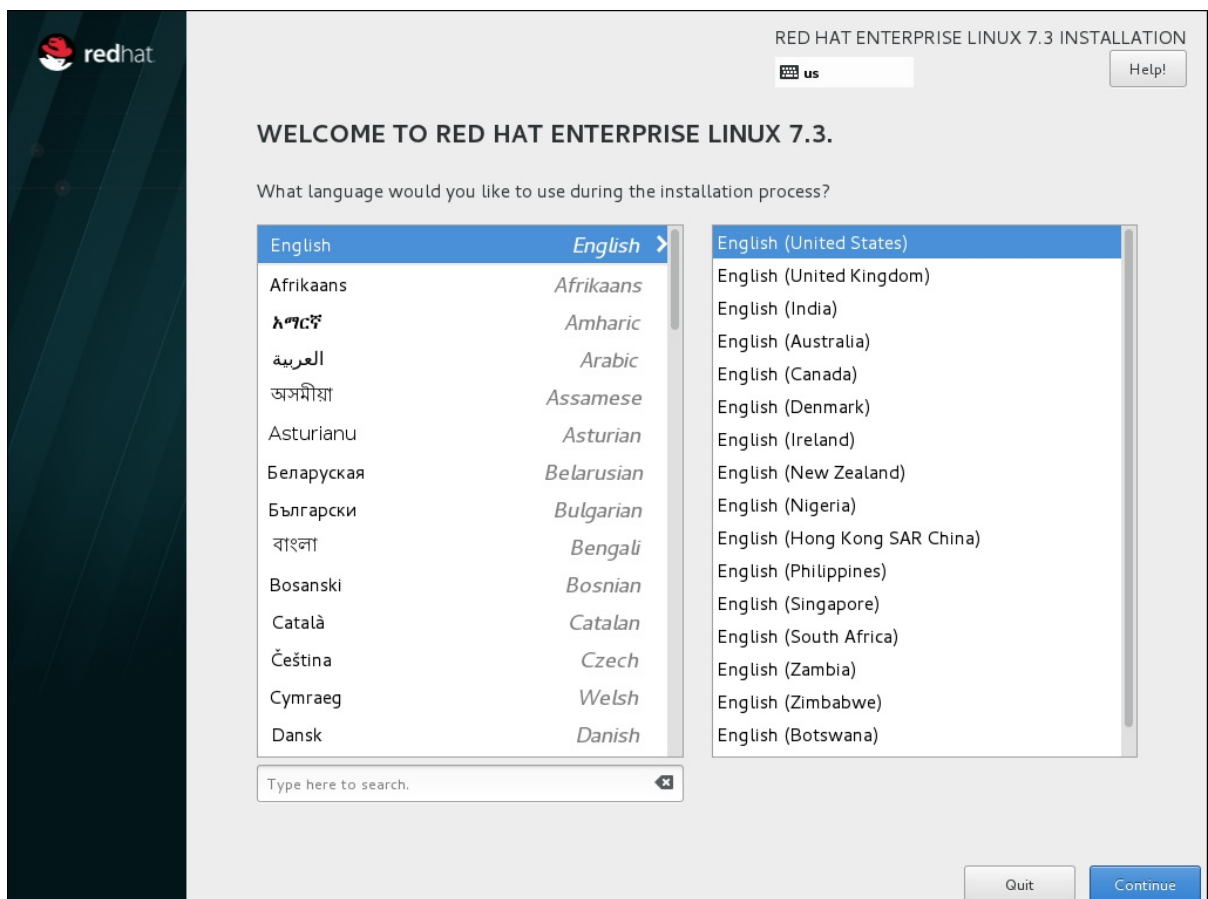 redhat
RED HAT ENTERPRISE LINUX 7.3 INSTALLATION
us
Help!
WELCOME TO RED HAT ENTERPRISE LINUX 7.3.
What language would you like to use during the installation process?
English English
Afrikaans Afrikaans
አማርኛ Amharic
العربية Arabic
অসমীয়া Assamese
Asturianu Asturian
Беларуская Belarusian
Български Bulgarian
বাংলা Bengali
Bosanski Bosnian
Català Catalan
Čeština Czech
Cymraeg Welsh
Dansk Danish
English (United States)
English (United Kingdom)
English (India)
English (Australia)
English (Canada)
English (Denmark)
English (Ireland)
English (New Zealand)
English (Nigeria)
English (Hong Kong SAR China)
English (Philippines)
English (Singapore)
English (South Africa)
English (Zambia)
English (Zimbabwe)
English (Botswana)
Type here to search.
Quit
Continue